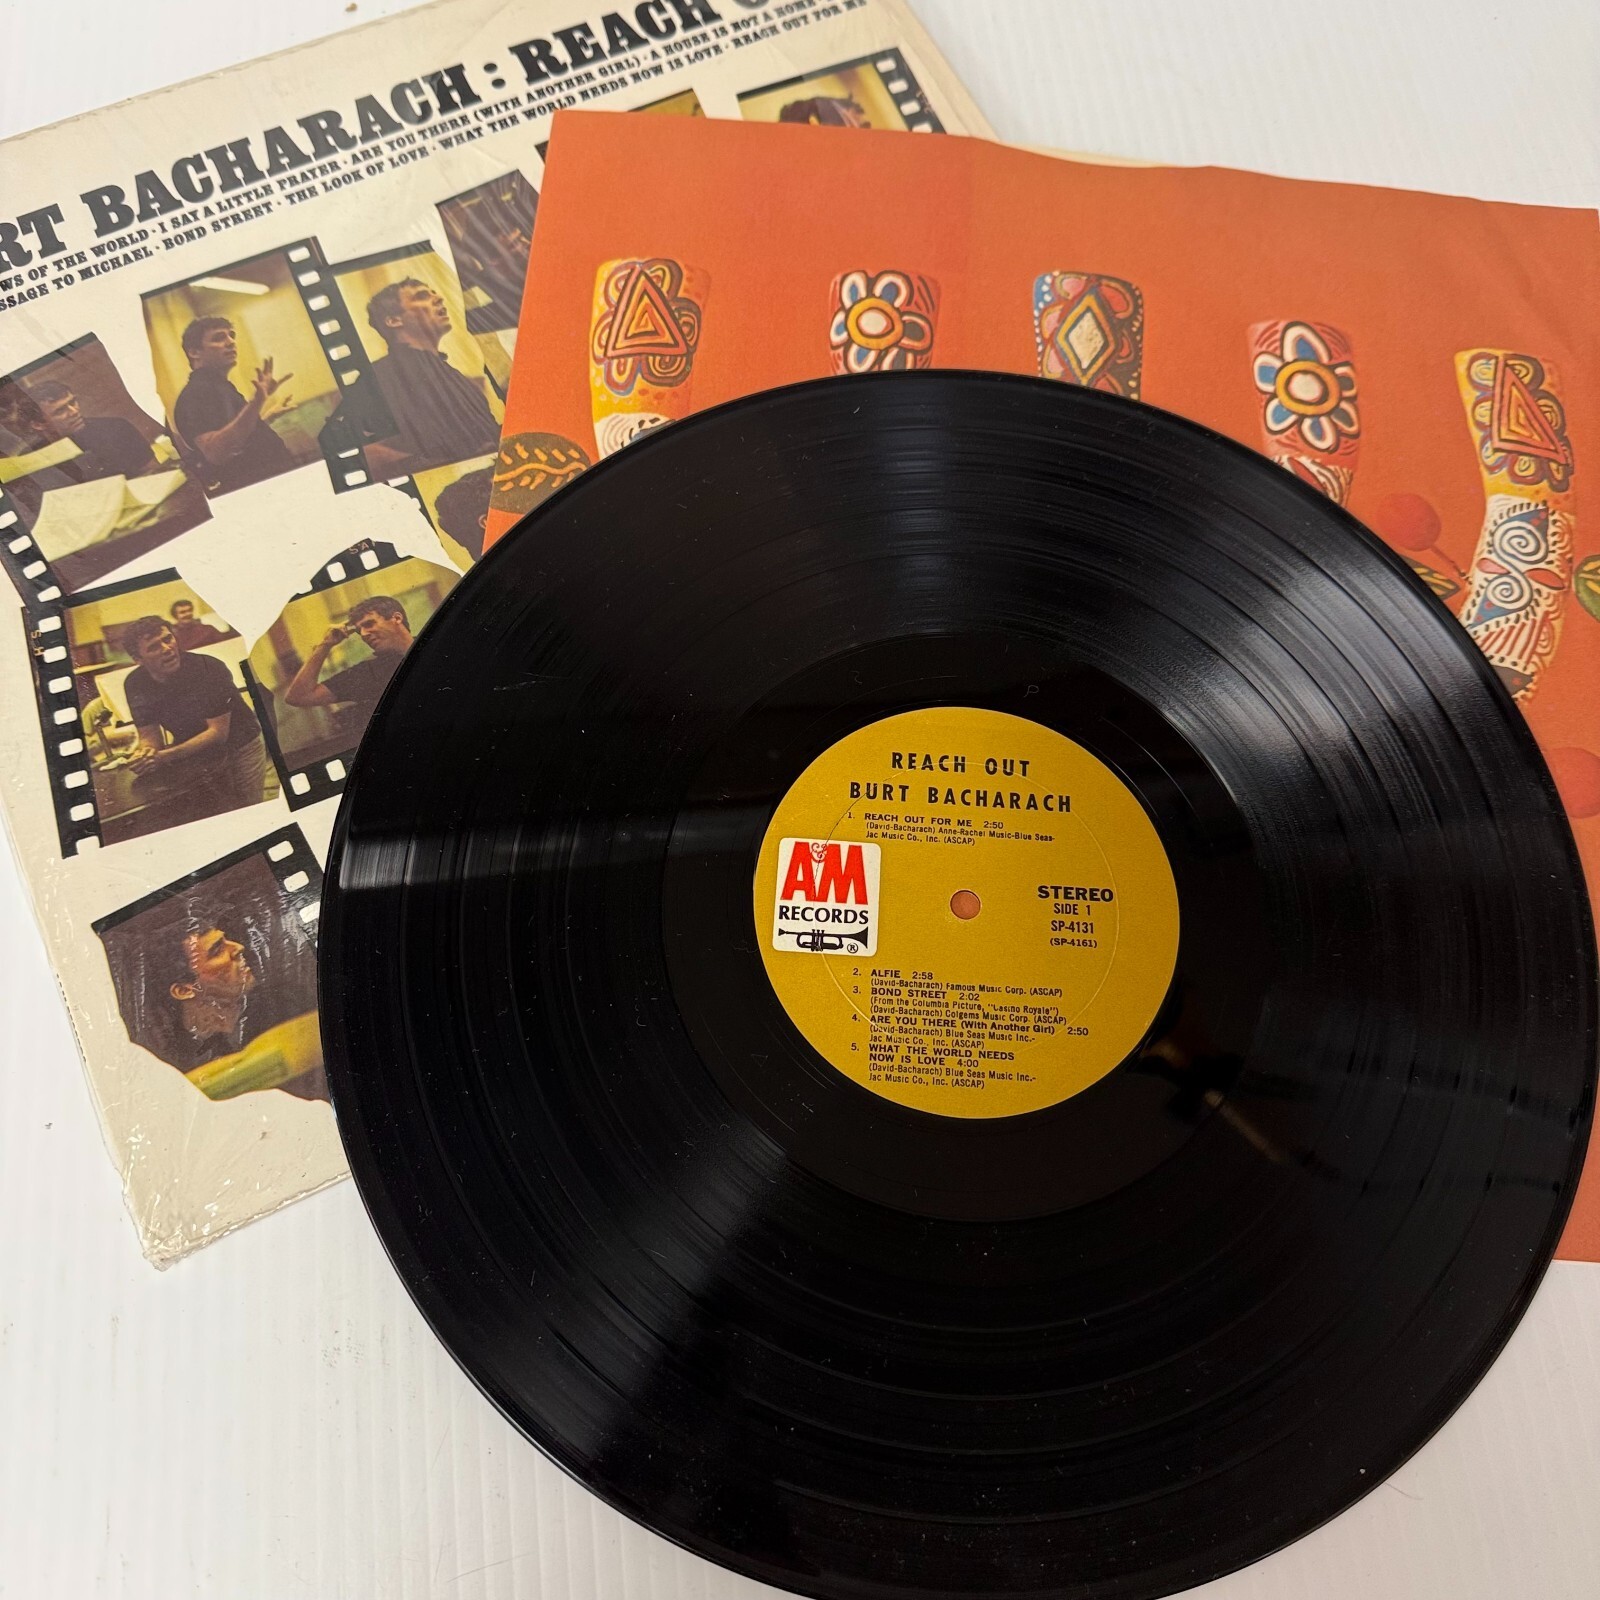 RT BACHARACH : REACH
WS OF THE WORLD · I SAY A LITTLE PRAYER · ARE YOU THERE (WITH ANOTHER GIRL) · A HOUSE IS NOT A HOME ·
SSAGE TO MICHAEL · BOND STREET · THE LOOK OF LOVE · WHAT THE WORLD NEEDS NOW IS LOVE · REACH OUT FOR ME
REACH OUT
BURT BACHARACH
1. REACH OUT FOR ME 2:50
(David-Bacharach) Anne-Rachel Music-Blue Seas-
Jac Music Co., Inc. (ASCAP)
A&M
RECORDS
®
STEREO
SIDE 1
SP-4131
(SP-4161)
2. ALFIE 2:58
(David-Bacharach) Famous Music Corp. (ASCAP)
3. BOND STREET 2:02
(From the Columbia Picture, "Casino Royale")
(David-Bacharach) Colgems Music Corp. (ASCAP)
4. ARE YOU THERE (With Another Girl) 2:50
(David-Bacharach) Blue Seas Music Inc.-
Jac Music Co., Inc. (ASCAP)
5. WHAT THE WORLD NEEDS
NOW IS LOVE 4:00
(David-Bacharach) Blue Seas Music Inc.-
Jac Music Co., Inc. (ASCAP)